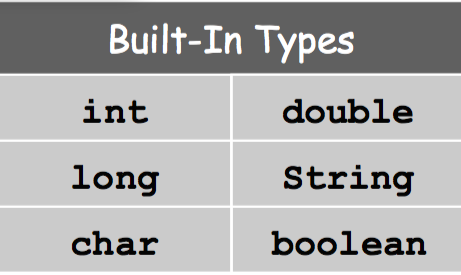 Built-In Types
int double
long String
char boolean